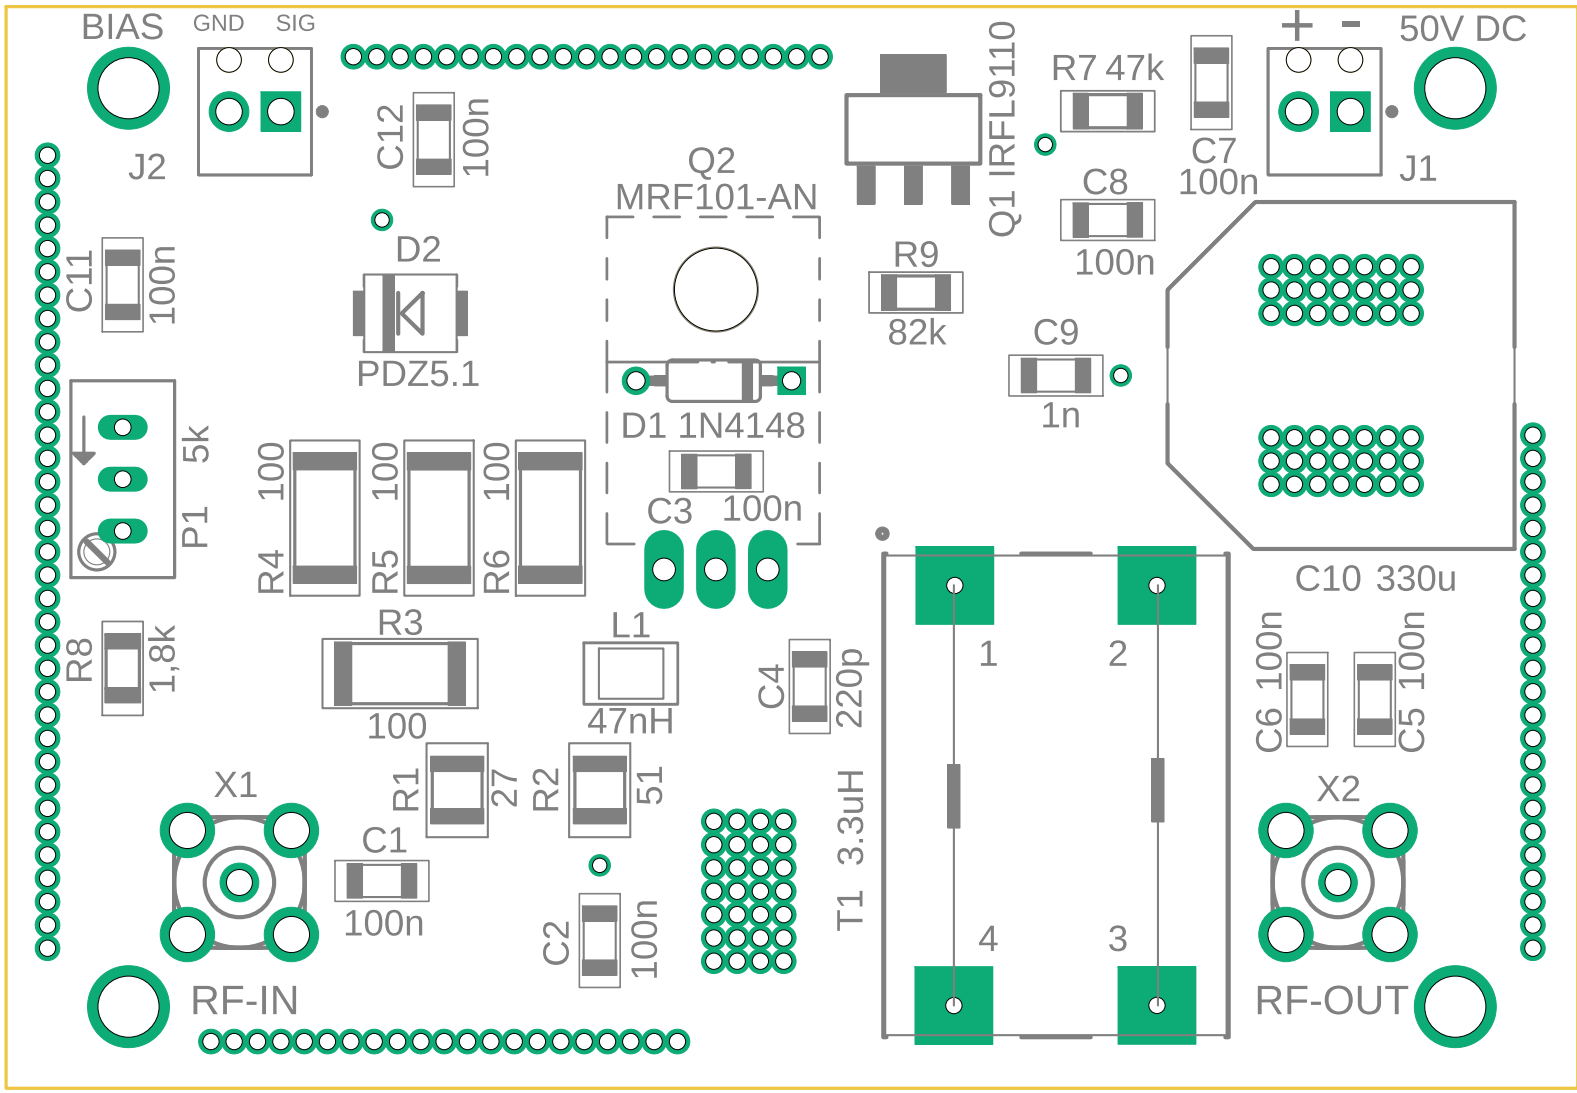 BIAS
GND
SIG
J2
C12
100n
Q2
MRF101-AN
Q1 IRFL9110
R7 47k
C7
100n
+
-
50V DC
J1
C8
100n
C11
100n
D2
PDZ5.1
R9
82k
C9
1n
D1 1N4148
C3
100n
5k
P1
R4
100
R5
100
R6
100
C10 330u
R8
1,8k
R3
100
L1
47nH
C4
220p
1
2
C6 100n
C5 100n
X1
R1
27
R2
51
T1 3.3uH
X2
C1
100n
C2
100n
4
3
RF-IN
RF-OUT